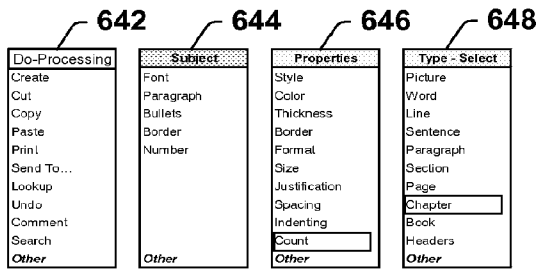 642
644
646
648
Do-Processing
Create
Cut
Copy
Paste
Print
Send To...
Lookup
Undo
Comment
Search
Other
Subject
Font
Paragraph
Bullets
Border
Number
Other
Properties
Style
Color
Thickness
Border
Format
Size
Justification
Spacing
Indenting
Count
Other
Type - Select
Picture
Word
Line
Sentence
Paragraph
Section
Page
Chapter
Book
Headers
Other